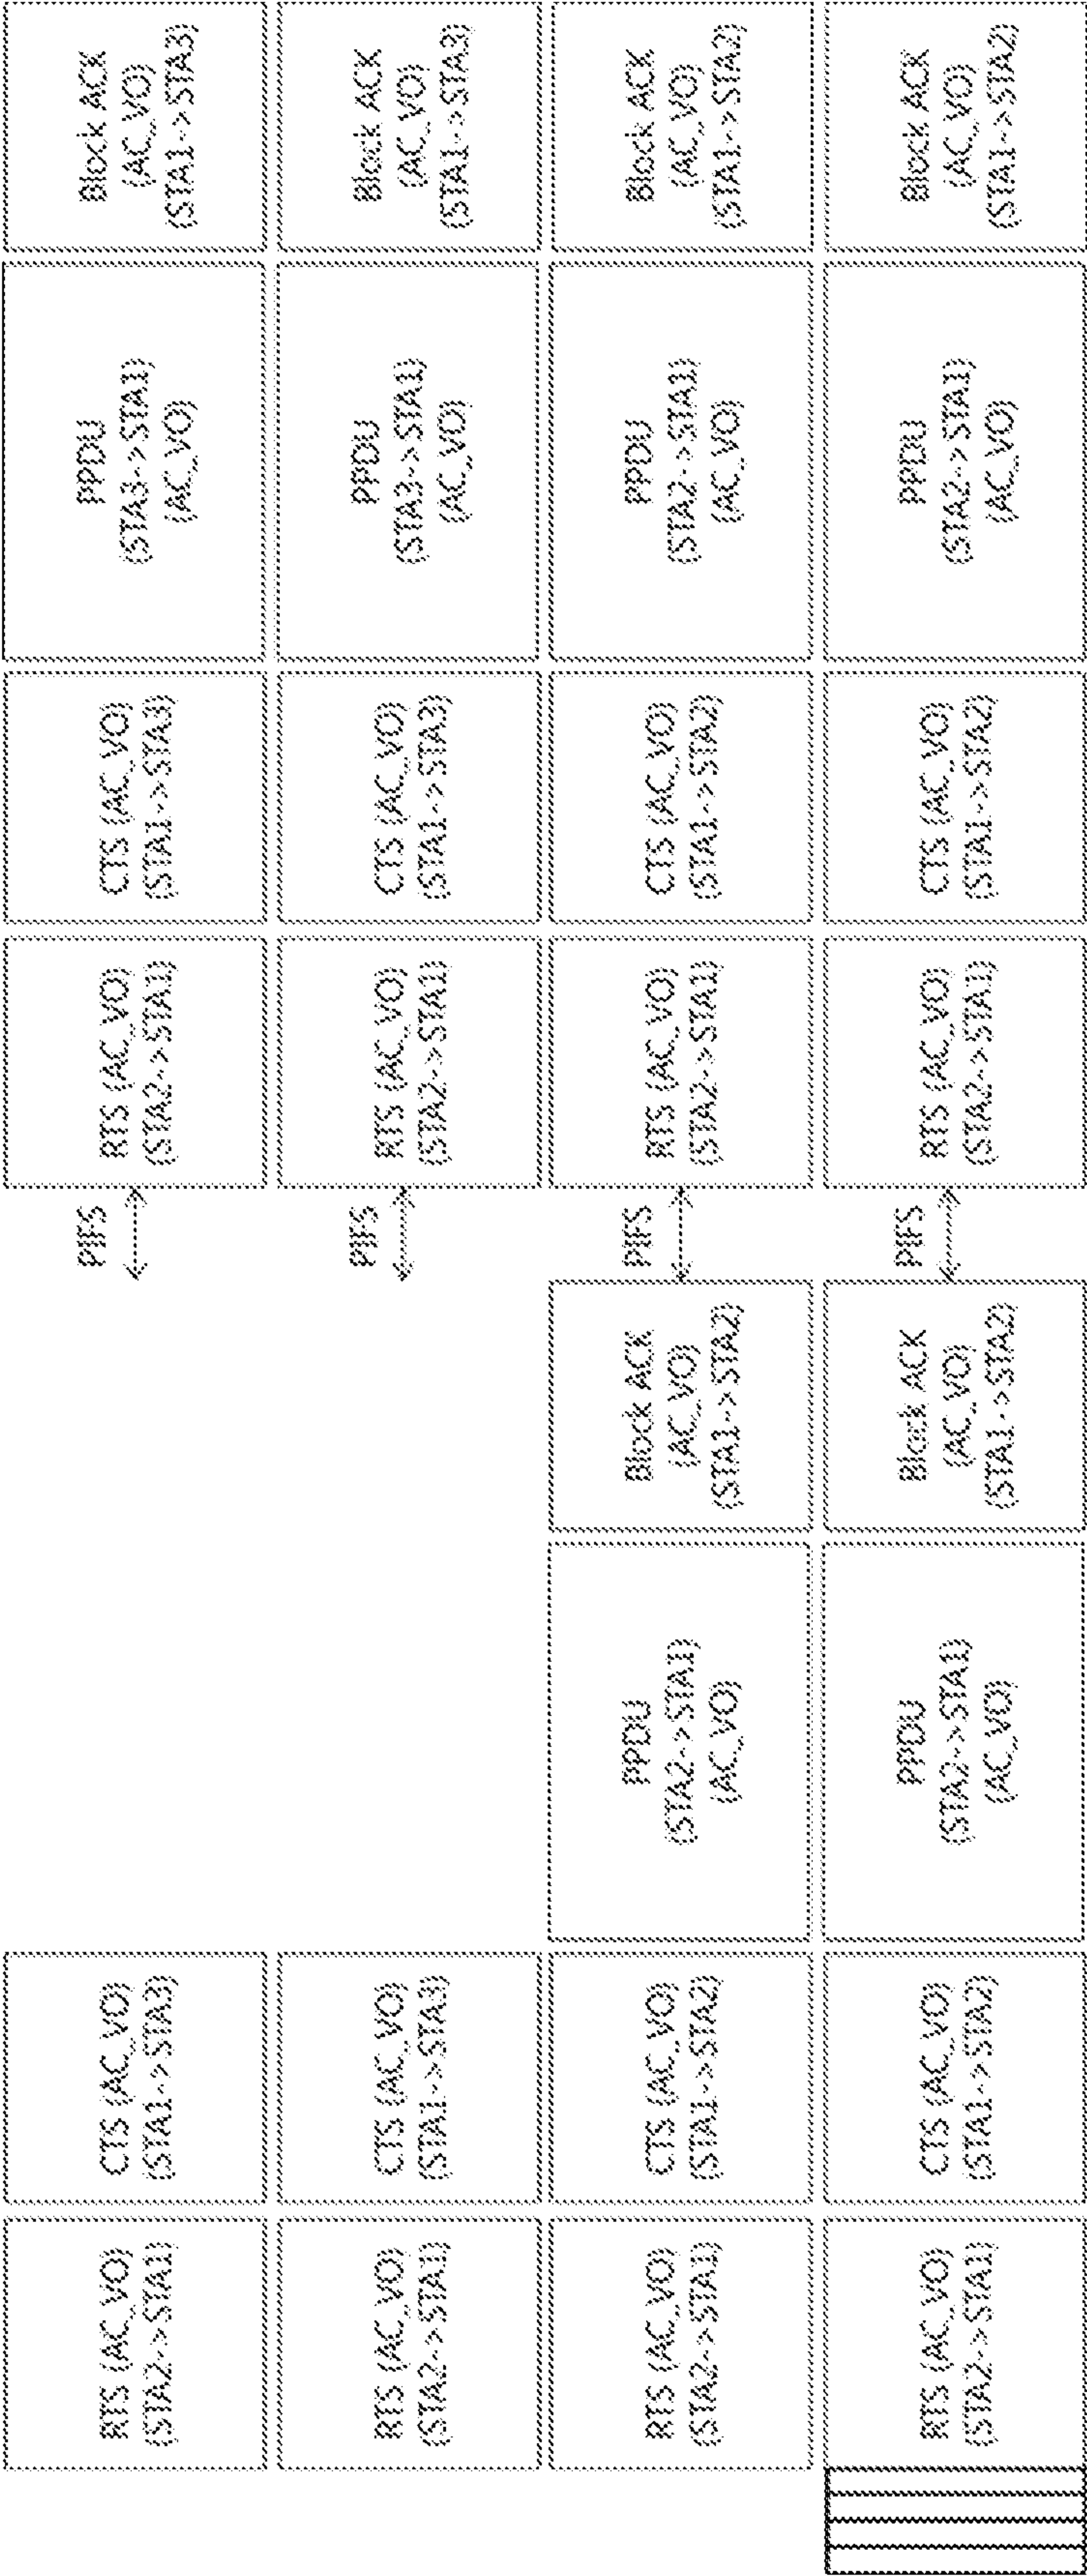 RTS (AC_VO)
(STA2->STA1)
CTS (AC_VO)
(STA1->STA3)
PIFS
RTS (AC_VO)
(STA2->STA1)
CTS (AC_VO)
(STA1->STA3)
PPDU
(STA3->STA1)
(AC_VO)
Block ACK
(AC_VO)
(STA1->STA3)
RTS (AC_VO)
(STA2->STA1)
CTS (AC_VO)
(STA1->STA3)
PIFS
RTS (AC_VO)
(STA2->STA1)
CTS (AC_VO)
(STA1->STA3)
PPDU
(STA3->STA1)
(AC_VO)
Block ACK
(AC_VO)
(STA1->STA3)
RTS (AC_VO)
(STA2->STA1)
CTS (AC_VO)
(STA1->STA2)
PPDU
(STA2->STA1)
(AC_VO)
Block ACK
(AC_VO)
(STA1->STA2)
PIFS
RTS (AC_VO)
(STA2->STA1)
CTS (AC_VO)
(STA1->STA2)
PPDU
(STA2->STA1)
(AC_VO)
Block ACK
(AC_VO)
(STA1->STA2)
RTS (AC_VO)
(STA2->STA1)
CTS (AC_VO)
(STA1->STA2)
PPDU
(STA2->STA1)
(AC_VO)
Block ACK
(AC_VO)
(STA1->STA2)
PIFS
RTS (AC_VO)
(STA2->STA1)
CTS (AC_VO)
(STA1->STA2)
PPDU
(STA2->STA1)
(AC_VO)
Block ACK
(AC_VO)
(STA1->STA2)